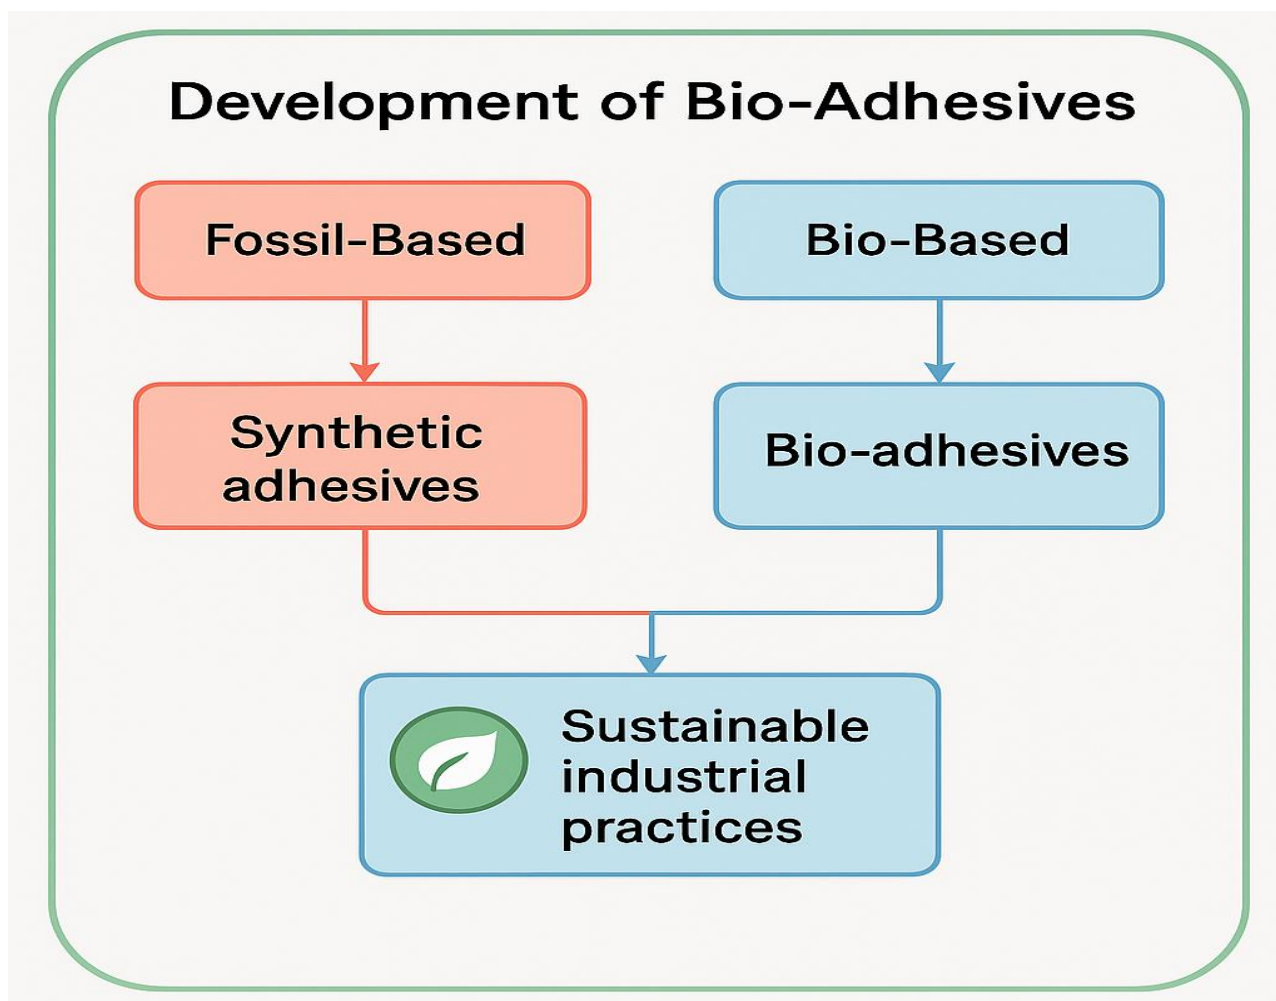 Development of Bio-Adhesives
Fossil-Based
Bio-Based
Synthetic
adhesives
Bio-adhesives
Sustainable
industrial
practices